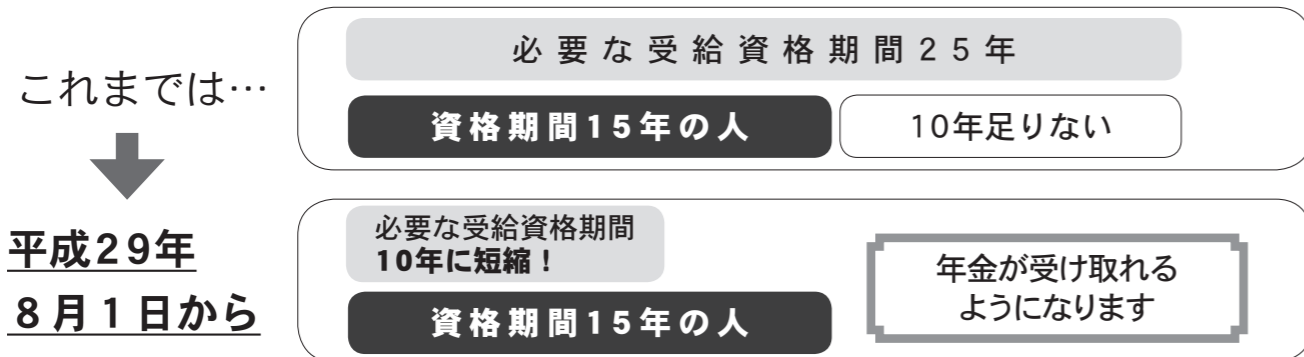 これまでは…
必要な受給資格期間25年
資格期間15年の人
10年足りない
平成29年
8月1日から
必要な受給資格期間
10年に短縮！
資格期間15年の人
年金が受け取れる
ようになります